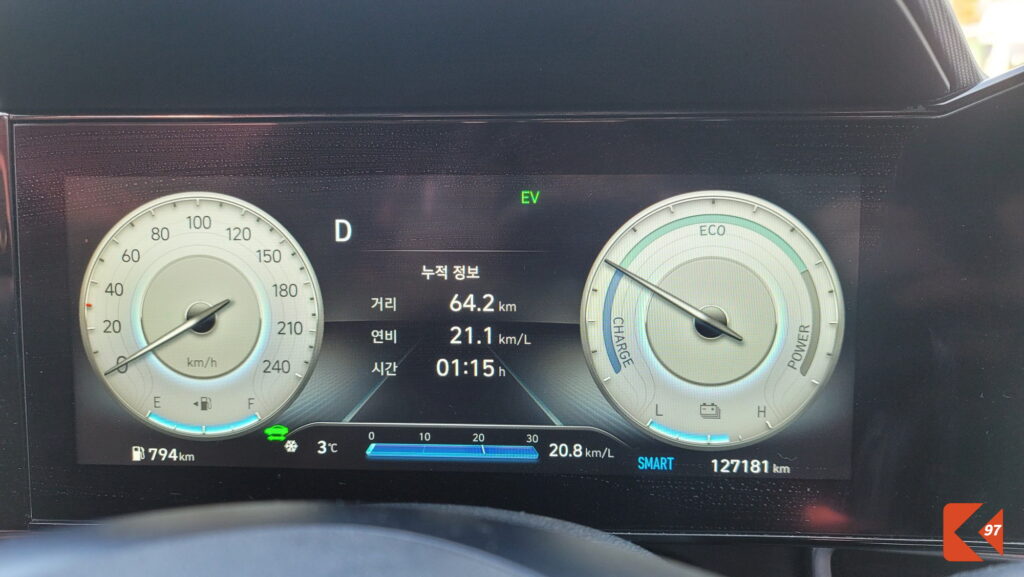 EV
D
누적 정보
거리 64.2 km
연비 21.1 km/L
시간 01:15 h
0 20 40 60 80 100 120 150 180 210 240
km/h
E F
794 km
3℃
0 10 20 30
20.8 km/L
ECO
CHARGE
POWER
L H
SMART
127181 km
97